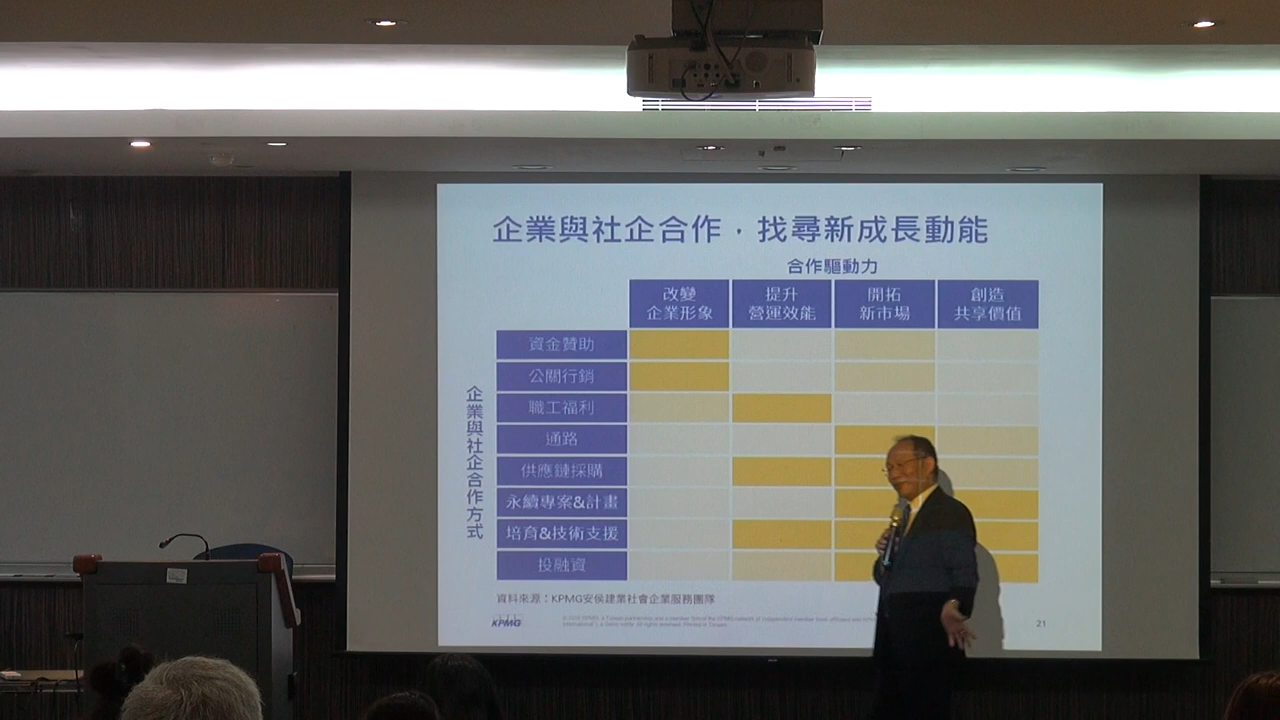 企業與社企合作，找尋新成長動能
合作驅動力
改變
企業形象
提升
營運效能
開拓
新市場
創造
共享價值
企業與社企合作方式
資金贊助
公關行銷
職工福利
通路
供應鏈採購
永續專案&計畫
培育&技術支援
投融資
資料來源：KPMG安侯建業社會企業服務團隊
KPMG
21